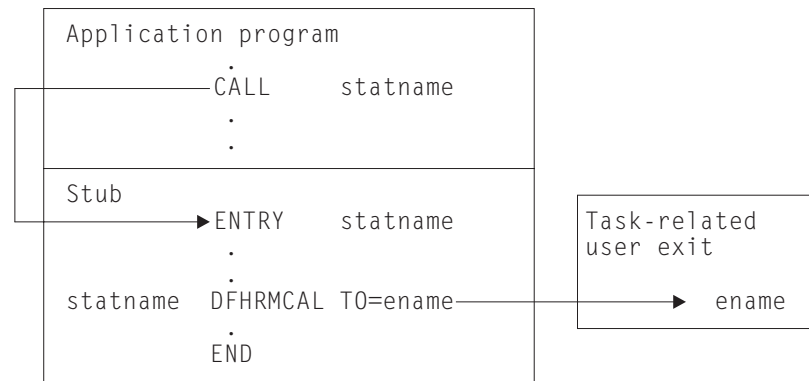 Application program
.
CALL statname
.
.
Stub
ENTRY statname
.
.
statname DFHRMCAL TO=ename
.
END
Task-related
user exit
ename